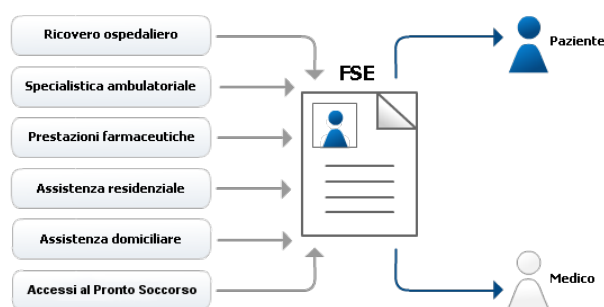 Ricovero ospedaliero
Specialistica ambulatoriale
Prestazioni farmaceutiche
Assistenza residenziale
Assistenza domiciliare
Accessi al Pronto Soccorso
FSE
Paziente
Medico